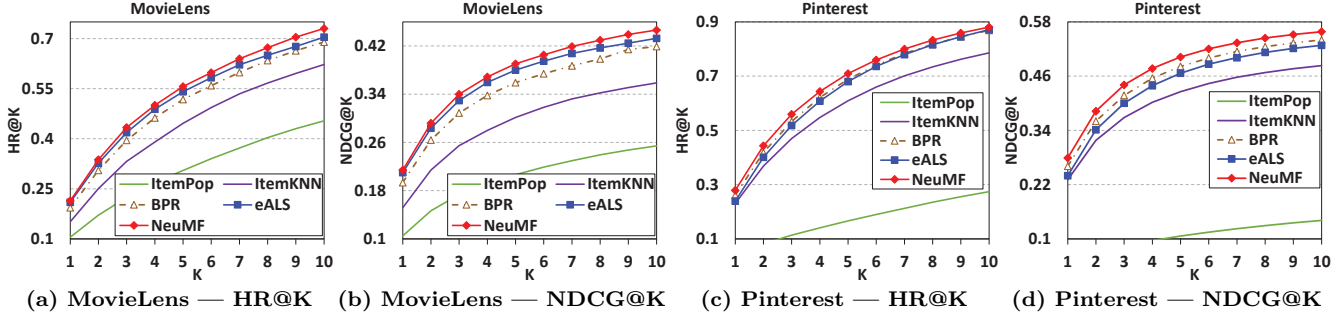 MovieLens
HR@K
0.7
0.55
0.4
0.25
0.1
ItemPop
ItemKNN
BPR
eALS
NeuMF
1 2 3 4 5 6 7 8 9 10
K
(a) MovieLens — HR@K
MovieLens
NDCG@K
0.42
0.34
0.26
0.18
0.1
ItemPop
ItemKNN
BPR
eALS
NeuMF
1 2 3 4 5 6 7 8 9 10
K
(b) MovieLens — NDCG@K
Pinterest
HR@K
0.9
0.7
0.5
0.3
0.1
ItemPop
ItemKNN
BPR
eALS
NeuMF
1 2 3 4 5 6 7 8 9 10
K
(c) Pinterest — HR@K
Pinterest
NDCG@K
0.58
0.46
0.34
0.22
0.1
ItemPop
ItemKNN
BPR
eALS
NeuMF
1 2 3 4 5 6 7 8 9 10
K
(d) Pinterest — NDCG@K